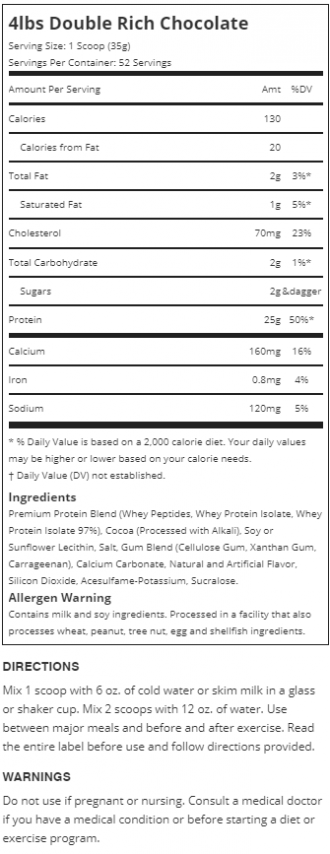 4lbs Double Rich Chocolate
Serving Size: 1 Scoop (35g)
Servings Per Container: 52 Servings
Amount Per Serving Amt %DV
Calories 130
Calories from Fat 20
Total Fat 2g 3%*
Saturated Fat 1g 5%*
Cholesterol 70mg 23%
Total Carbohydrate 2g 1%*
Sugars 2g&dagger
Protein 25g 50%*
Calcium 160mg 16%
Iron 0.8mg 4%
Sodium 120mg 5%
* % Daily Value is based on a 2,000 calorie diet. Your daily values
may be higher or lower based on your calorie needs.
† Daily Value (DV) not established.
Ingredients
Premium Protein Blend (Whey Peptides, Whey Protein Isolate, Whey
Protein Isolate 97%), Cocoa (Processed with Alkali), Soy or
Sunflower Lecithin, Salt, Gum Blend (Cellulose Gum, Xanthan Gum,
Carrageenan), Calcium Carbonate, Natural and Artificial Flavor,
Silicon Dioxide, Acesulfame-Potassium, Sucralose.
Allergen Warning
Contains milk and soy ingredients. Processed in a facility that also
processes wheat, peanut, tree nut, egg and shellfish ingredients.
DIRECTIONS
Mix 1 scoop with 6 oz. of cold water or skim milk in a glass
or shaker cup. Mix 2 scoops with 12 oz. of water. Use
between major meals and before and after exercise. Read
the entire label before use and follow directions provided.
WARNINGS
Do not use if pregnant or nursing. Consult a medical doctor
if you have a medical condition or before starting a diet or
exercise program.